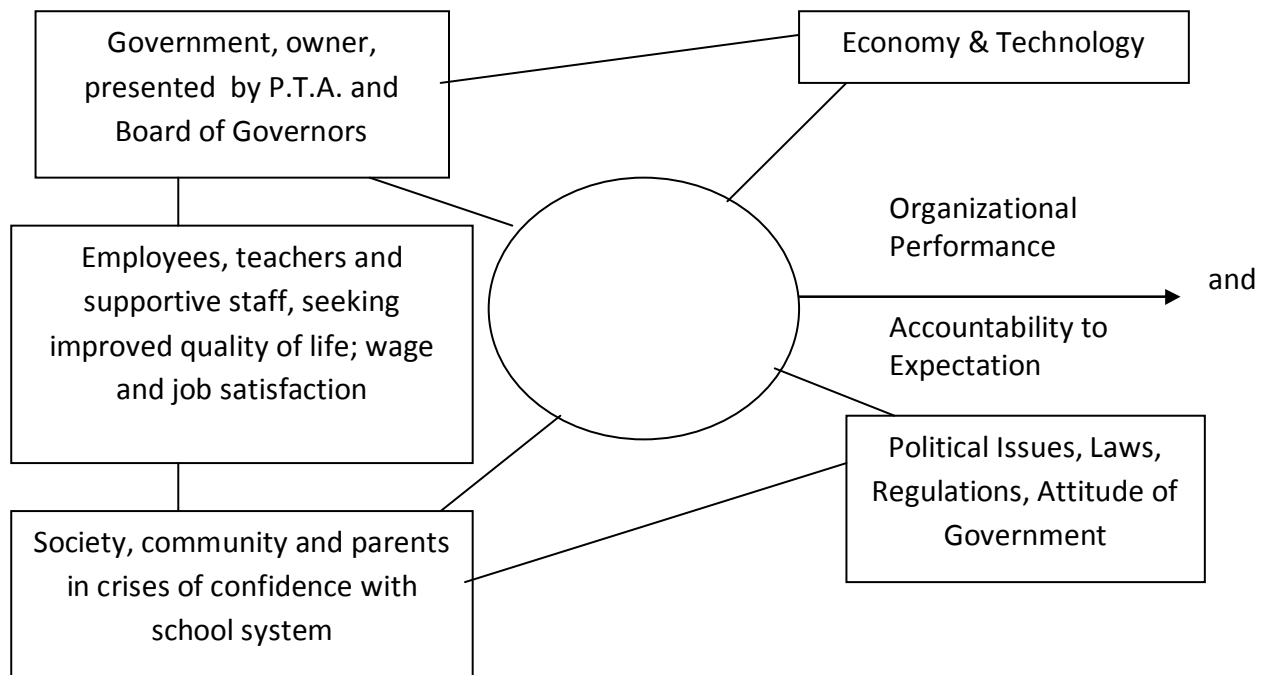 Government, owner,
presented by P.T.A. and
Board of Governors
Economy & Technology
Employees, teachers and
supportive staff, seeking
improved quality of life; wage
and job satisfaction
Organizational
Performance
and
Accountability to
Expectation
Society, community and parents
in crises of confidence with
school system
Political Issues, Laws,
Regulations, Attitude of
Government